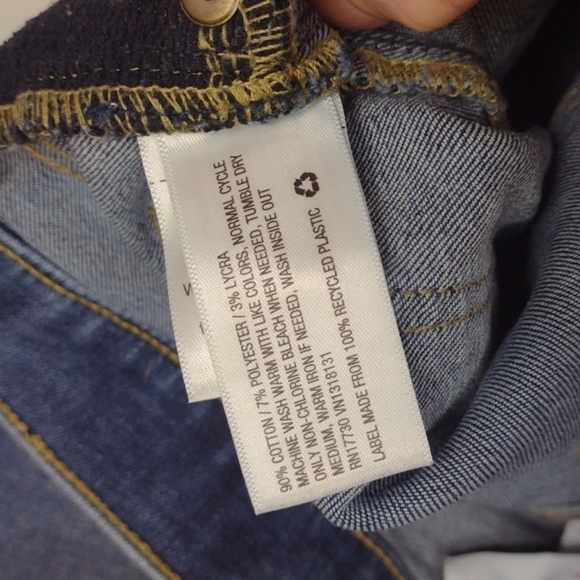 90% COTTON / 7% POLYESTER / 3% LYCRA
MACHINE WASH WARM WITH LIKE COLORS, NORMAL CYCLE
ONLY NON-CHLORINE BLEACH WHEN NEEDED, TUMBLE DRY
MEDIUM, WARM IRON IF NEEDED, WASH INSIDE OUT
RN17730 VN1318131
LABEL MADE FROM 100% RECYCLED PLASTIC